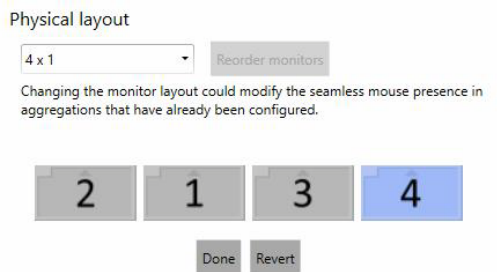 Physical layout
4 x 1
Reorder monitors
Changing the monitor layout could modify the seamless mouse presence in
aggregations that have already been configured.
2 1 3 4
Done Revert